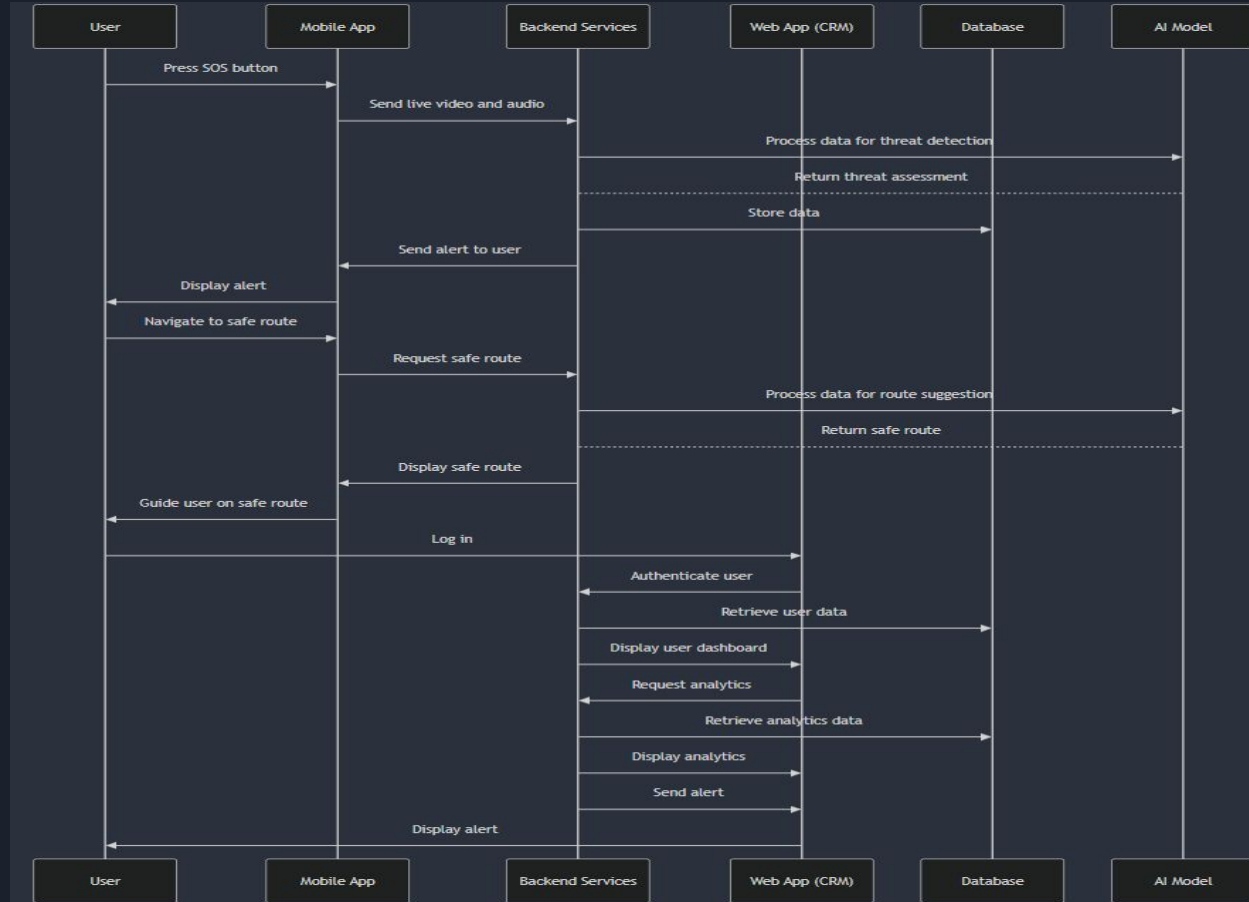 User
Mobile App
Backend Services
Web App (CRM)
Database
AI Model
Press SOS button
Send live video and audio
Process data for threat detection
Return threat assessment
Store data
Send alert to user
Display alert
Navigate to safe route
Request safe route
Process data for route suggestion
Return safe route
Display safe route
Guide user on safe route
Log in
Authenticate user
Retrieve user data
Display user dashboard
Request analytics
Retrieve analytics data
Display analytics
Send alert
Display alert
User
Mobile App
Backend Services
Web App (CRM)
Database
AI Model